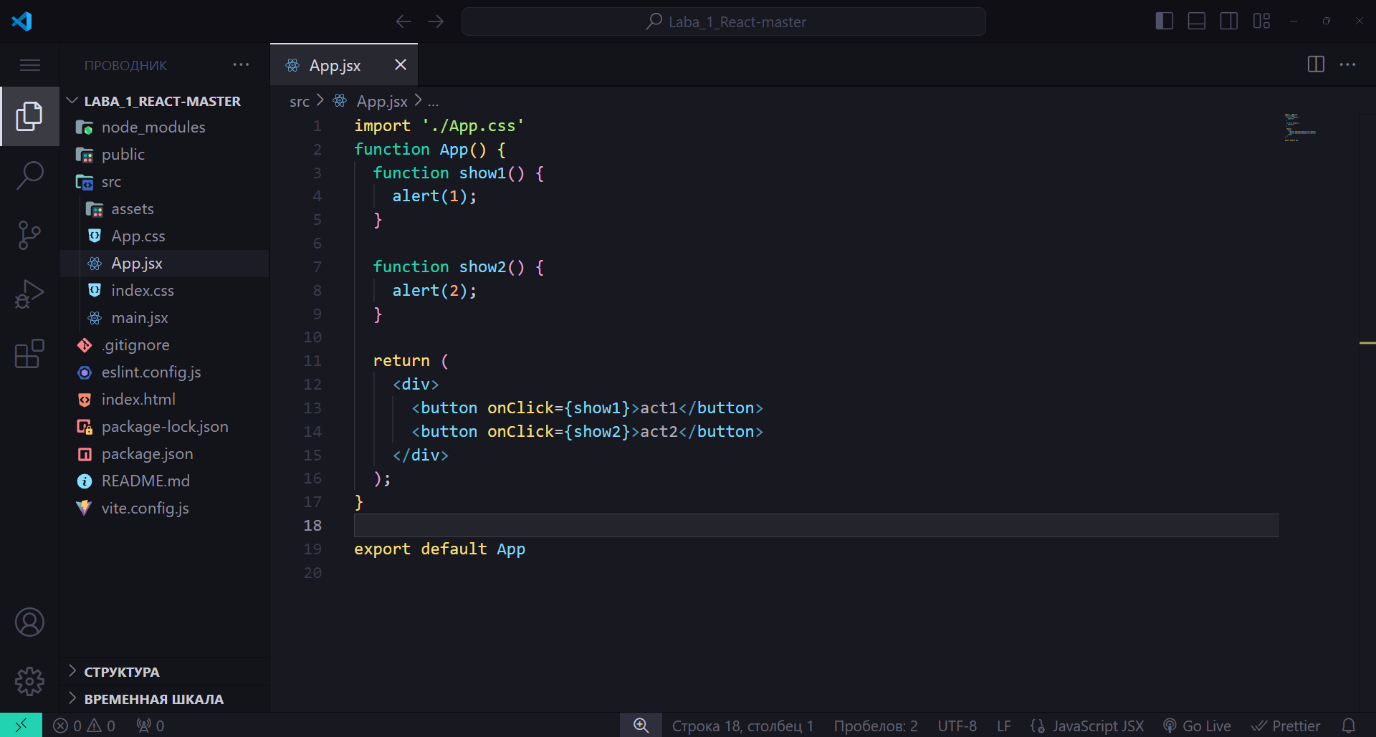 Laba_1_React-master
ПРОВОДНИК
LABA_1_REACT-MASTER
node_modules
public
src
assets
App.css
App.jsx
index.css
main.jsx
.gitignore
eslint.config.js
index.html
package-lock.json
package.json
README.md
vite.config.js
СТРУКТУРА
ВРЕМЕННАЯ ШКАЛА
App.jsx
src > App.jsx > ...
1 import './App.css'
2 function App() {
3   function show1() {
4     alert(1);
5   }
6
7   function show2() {
8     alert(2);
9   }
10
11   return (
12     <div>
13       <button onClick={show1}>act1</button>
14       <button onClick={show2}>act2</button>
15     </div>
16   );
17 }
18
19 export default App
20
0 0 0 Строка 18, столбец 1 Пробелов: 2 UTF-8 LF {} JavaScript JSX Go Live Prettier